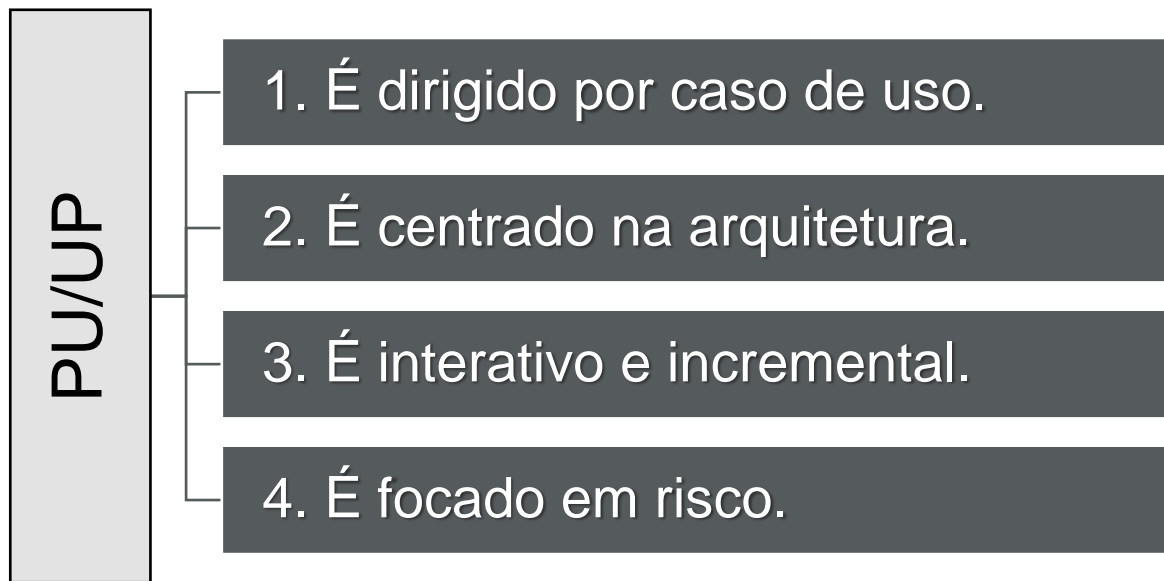 PU/UP
1. É dirigido por caso de uso.
2. É centrado na arquitetura.
3. É interativo e incremental.
4. É focado em risco.